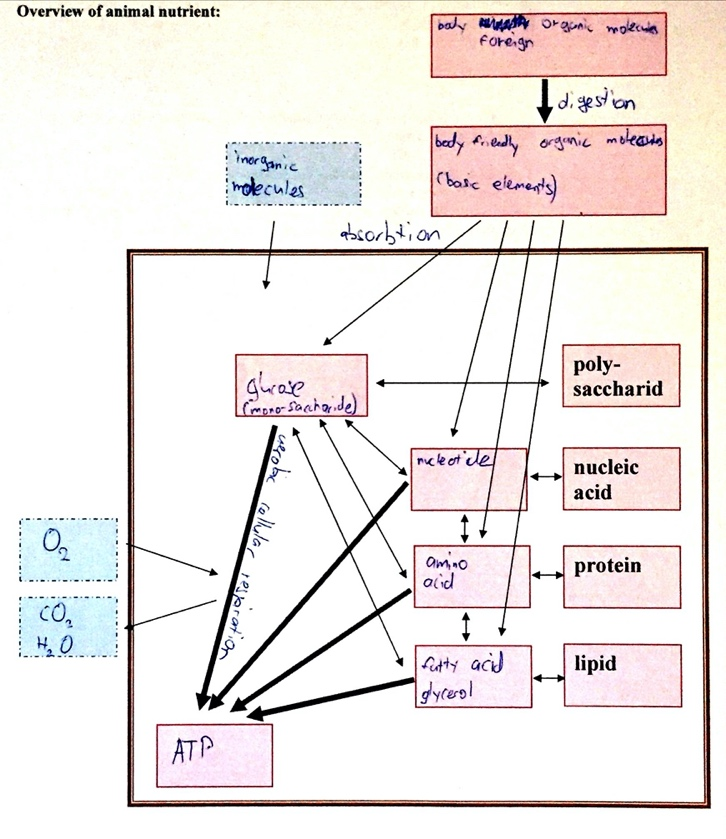 Overview of animal nutrient:
body organic molecules
foreign
digestion
body friendly organic molecules
(basic elements)
inorganic
molecules
absorbtion
glucose
(mono-saccharide)
poly-
saccharid
nucleotide
nucleic
acid
aerobic cellular respiration
O₂
amino
acid
protein
CO₂
H₂O
fatty acid
glycerol
lipid
ATP